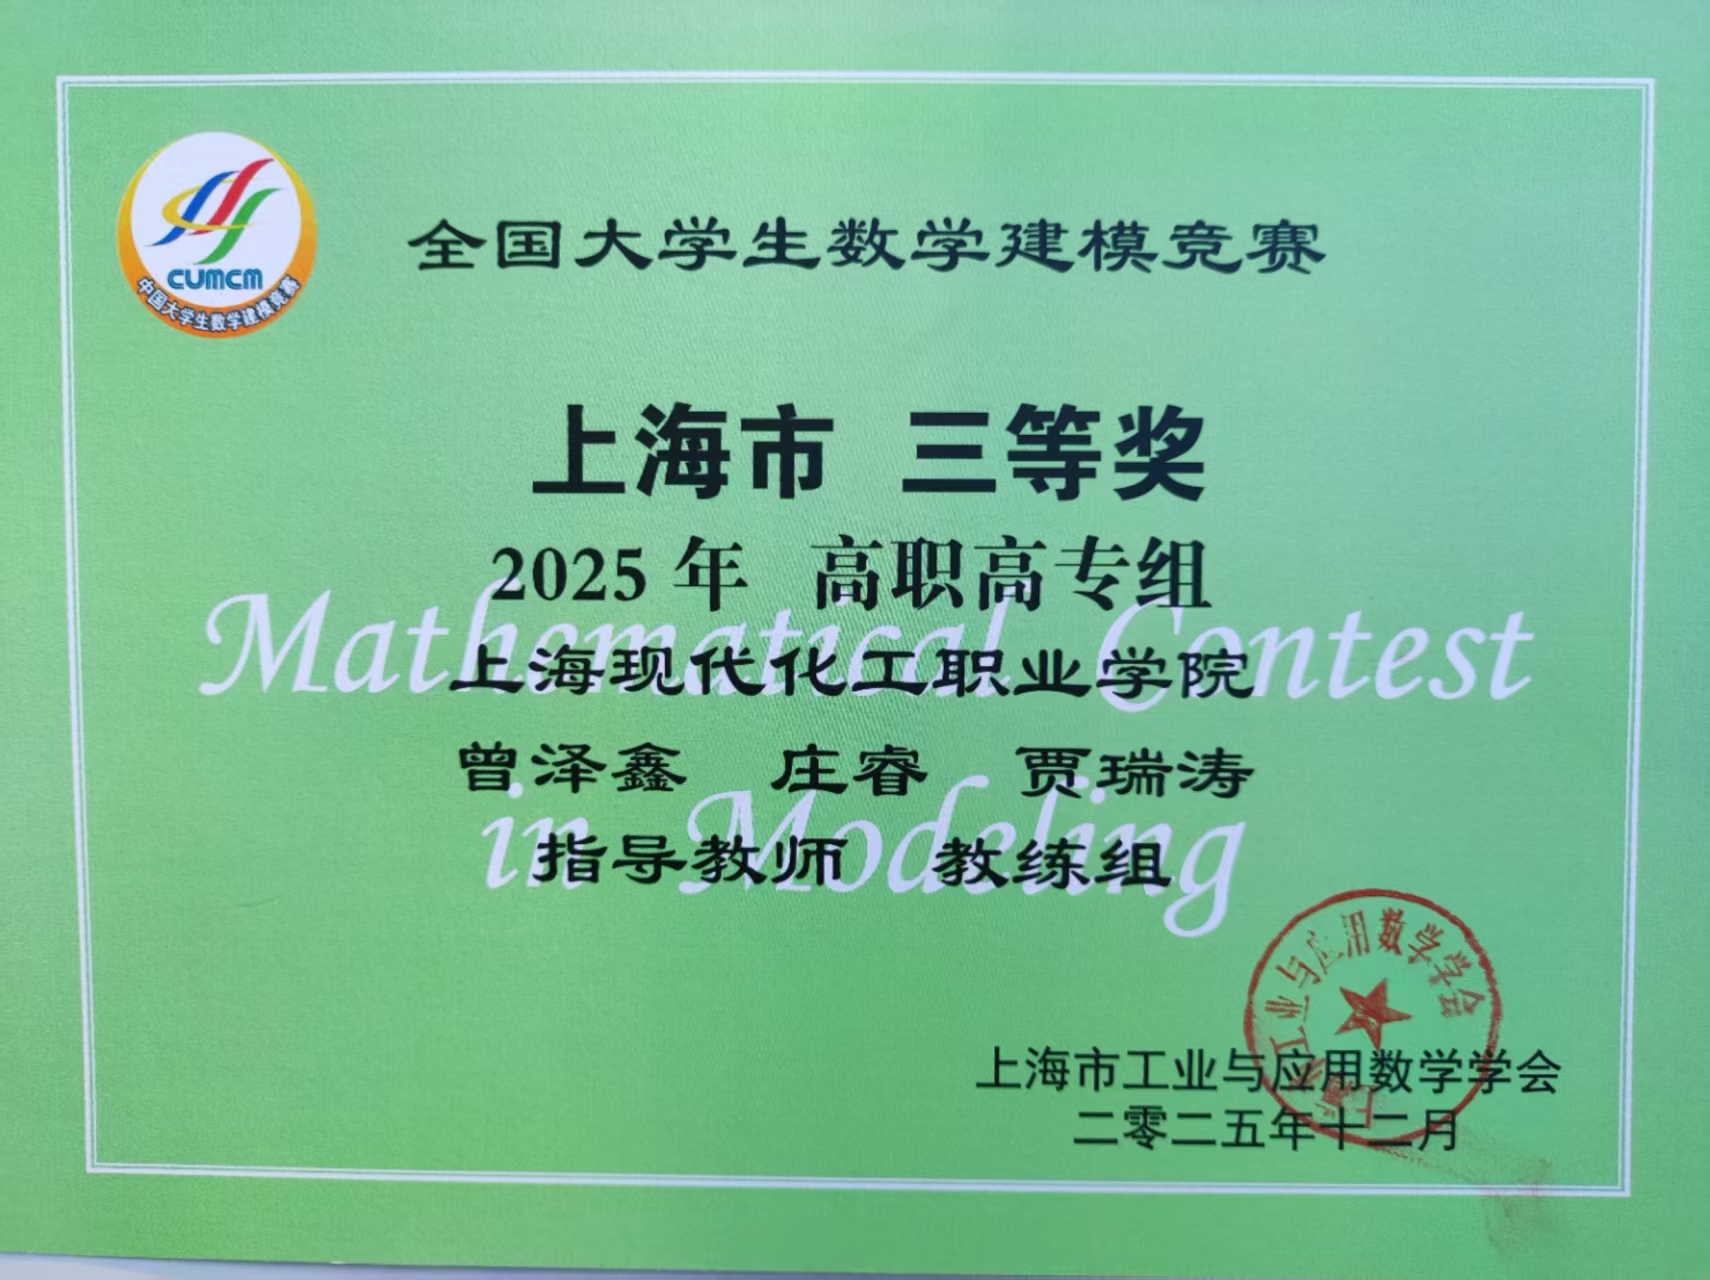 CUMCM
中国大学生数学建模竞赛
全国大学生数学建模竞赛
上海市 三等奖
2025 年 高职高专组
Mathematical Contest
上海现代化工职业学院
曾泽鑫 庄睿 贾瑞涛
in Modeling
指导教师 教练组
上海市工业与应用数学学会
上海市工业与应用数学学会
二零二五年十二月